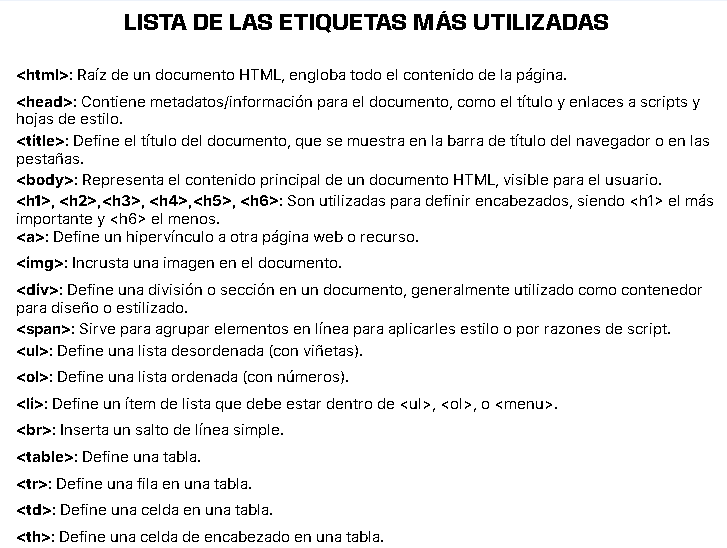 LISTA DE LAS ETIQUETAS MÁS UTILIZADAS
<html>: Raíz de un documento HTML, engloba todo el contenido de la página.
<head>: Contiene metadatos/información para el documento, como el título y enlaces a scripts y
hojas de estilo.
<title>: Define el título del documento, que se muestra en la barra de título del navegador o en las
pestañas.
<body>: Representa el contenido principal de un documento HTML, visible para el usuario.
<h1>, <h2>,<h3>, <h4>,<h5>, <h6>: Son utilizadas para definir encabezados, siendo <h1> el más
importante y <h6> el menos.
<a>: Define un hipervínculo a otra página web o recurso.
<img>: Incrusta una imagen en el documento.
<div>: Define una división o sección en un documento, generalmente utilizado como contenedor
para diseño o estilizado.
<span>: Sirve para agrupar elementos en línea para aplicarles estilo o por razones de script.
<ul>: Define una lista desordenada (con viñetas).
<ol>: Define una lista ordenada (con números).
<li>: Define un ítem de lista que debe estar dentro de <ul>, <ol>, o <menu>.
<br>: Inserta un salto de línea simple.
<table>: Define una tabla.
<tr>: Define una fila en una tabla.
<td>: Define una celda en una tabla.
<th>: Define una celda de encabezado en una tabla.